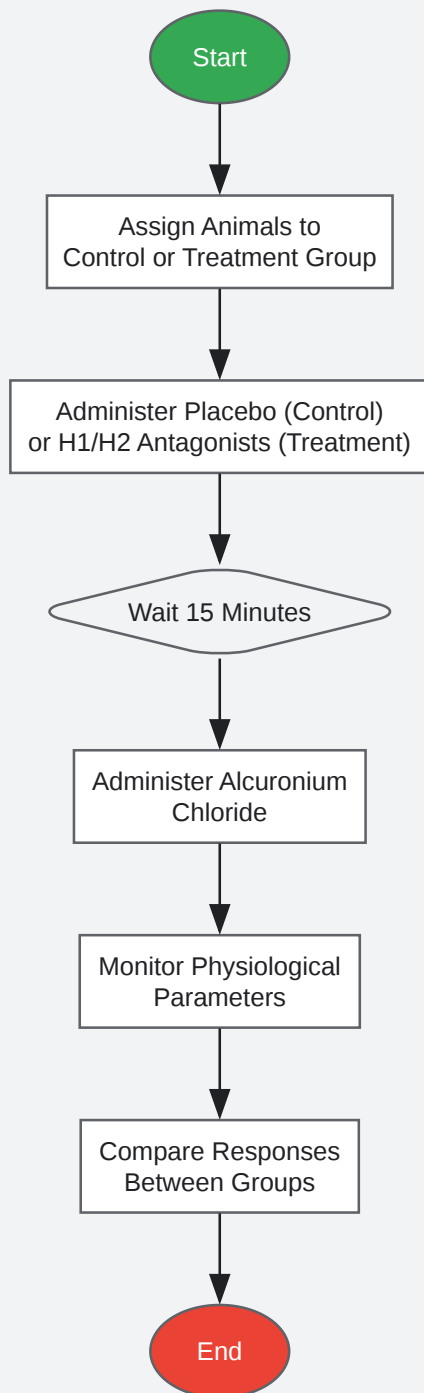 Start
Assign Animals to
Control or Treatment Group
Administer Placebo (Control)
or H1/H2 Antagonists (Treatment)
Wait 15 Minutes
Administer Alcuronium
Chloride
Monitor Physiological
Parameters
Compare Responses
Between Groups
End